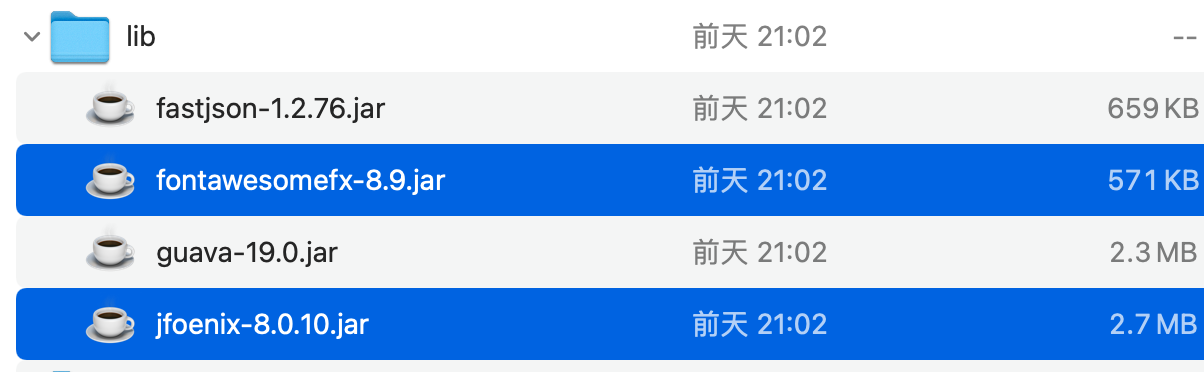 lib 前天 21:02 --
fastjson-1.2.76.jar 前天 21:02 659 KB
fontawesomefx-8.9.jar 前天 21:02 571 KB
guava-19.0.jar 前天 21:02 2.3 MB
jfoenix-8.0.10.jar 前天 21:02 2.7 MB